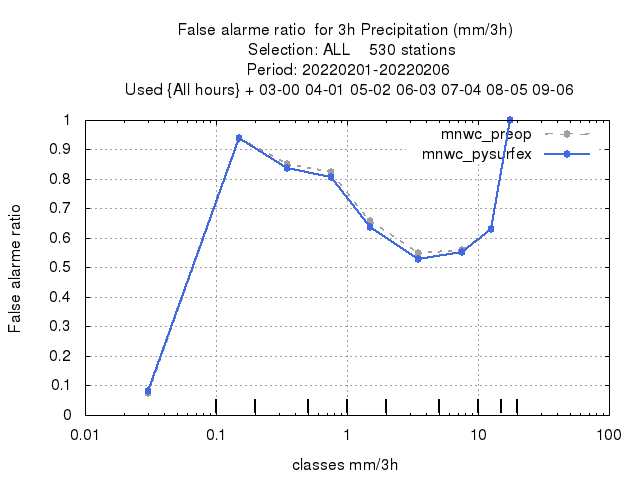 False alarme ratio  for 3h Precipitation (mm/3h)
Selection: ALL    530 stations
Period: 20220201-20220206
Used {All hours} + 03-00 04-01 05-02 06-03 07-04 08-05 09-06
mnwc_preop
mnwc_pysurfex
1
0.9
0.8
0.7
0.6
0.5
0.4
0.3
0.2
0.1
0
False alarme ratio
0.01 0.1 1 10 100
classes mm/3h